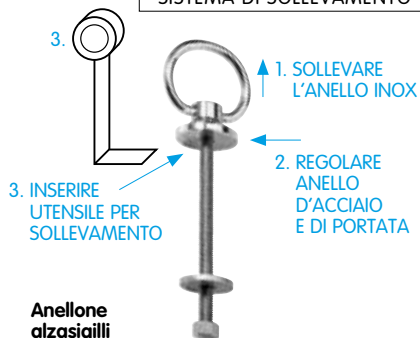 SISTEMA DI SOLLEVAMENTO
3.
1. SOLLEVARE
L'ANELLO INOX
2. REGOLARE
ANELLO
D'ACCIAIO
E DI PORTATA
3. INSERIRE
UTENSILE PER
SOLLEVAMENTO
Anellone
alzasigilli